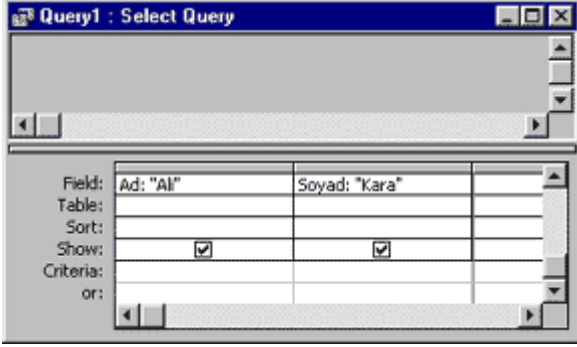 Query1 : Select Query
Field: Ad: "Ali" Soyad: "Kara"
Table:
Sort:
Show:
Criteria:
or: